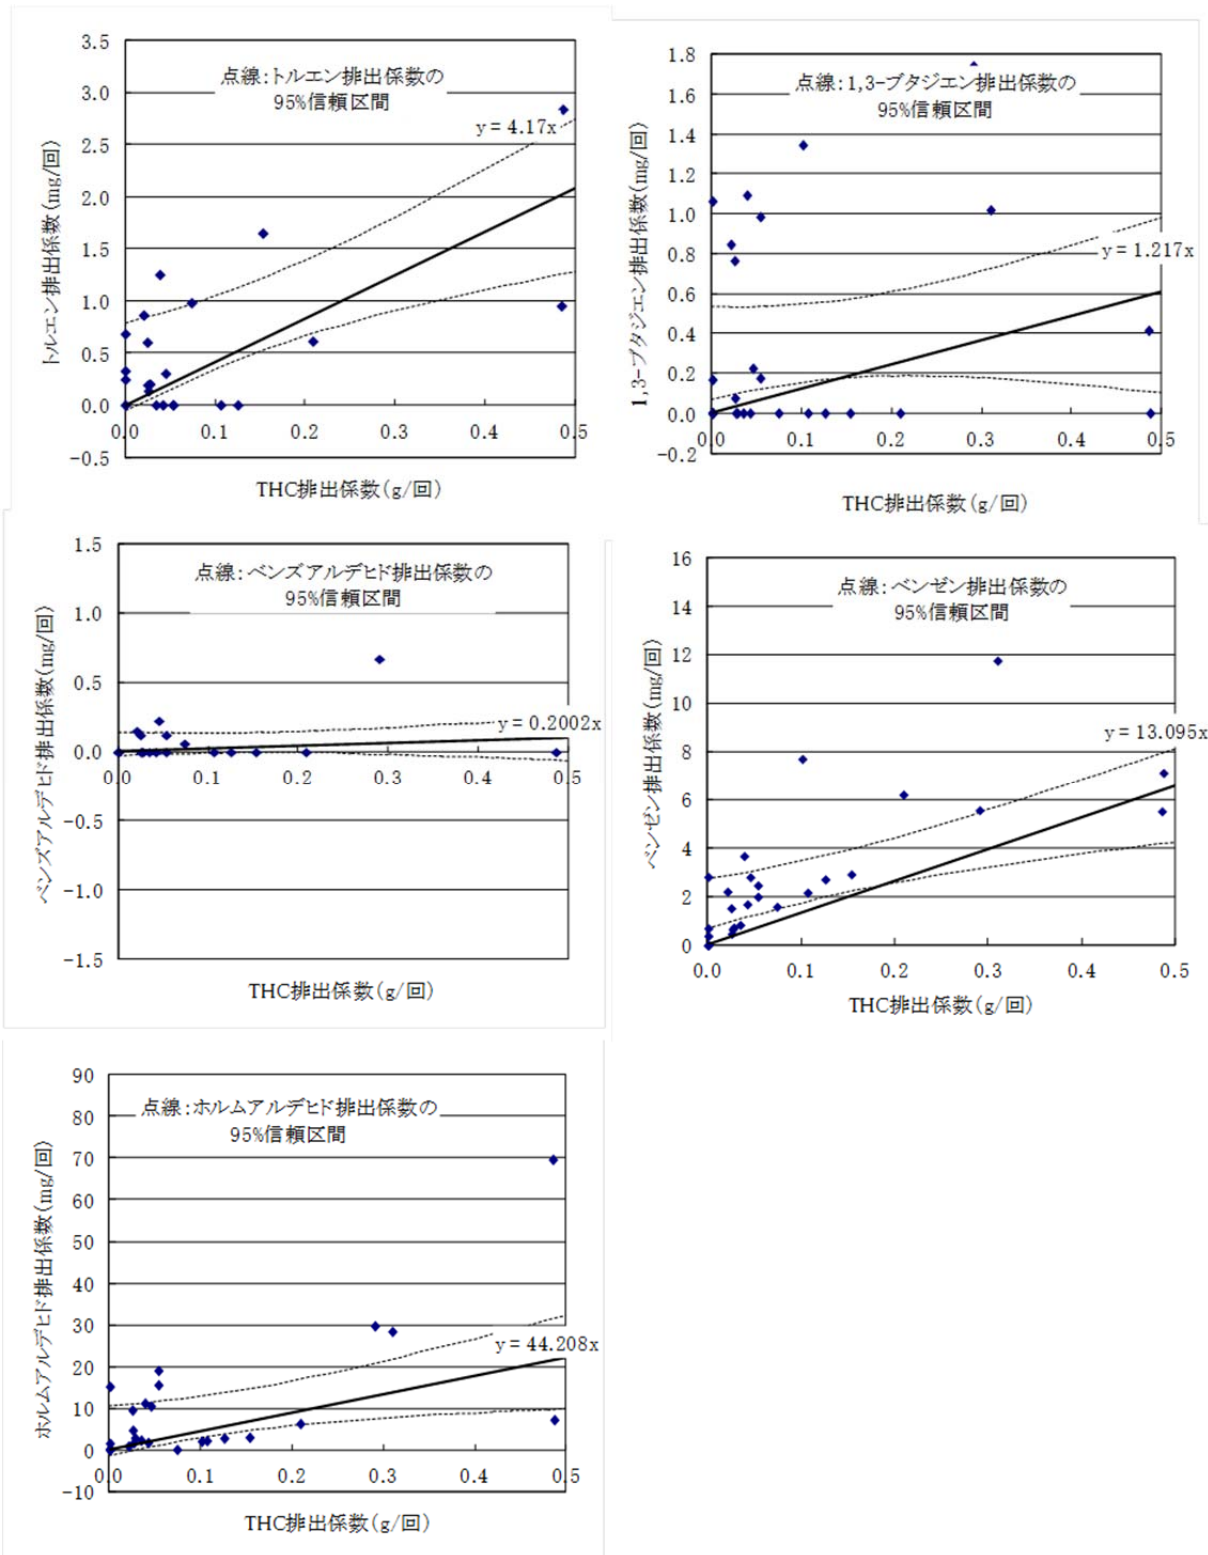 点線:トルエン排出係数の
95%信頼区間
y = 4.17x
トルエン排出係数(mg/回)
3.5
3.0
2.5
2.0
1.5
1.0
0.5
0.0
-0.5
0.0 0.1 0.2 0.3 0.4 0.5
THC排出係数(g/回)
点線:1,3-ブタジエン排出係数の
95%信頼区間
y = 1.217x
1,3-ブタジエン排出係数(mg/回)
1.8
1.6
1.4
1.2
1.0
0.8
0.6
0.4
0.2
0.0
-0.2
0.0 0.1 0.2 0.3 0.4 0.5
THC排出係数(g/回)
点線:ベンズアルデヒド排出係数の
95%信頼区間
y = 0.2002x
ベンズアルデヒド排出係数(mg/回)
1.5
1.0
0.5
0.0
-0.5
-1.0
-1.5
0.0 0.1 0.2 0.3 0.4 0.5
THC排出係数(g/回)
点線:ベンゼン排出係数の
95%信頼区間
y = 13.095x
ベンゼン排出係数(mg/回)
16
14
12
10
8
6
4
2
0
0.0 0.1 0.2 0.3 0.4 0.5
THC排出係数(g/回)
点線:ホルムアルデヒド排出係数の
95%信頼区間
y = 44.208x
ホルムアルデヒド排出係数(mg/回)
90
80
70
60
50
40
30
20
10
0
-10
0.0 0.1 0.2 0.3 0.4 0.5
THC排出係数(g/回)